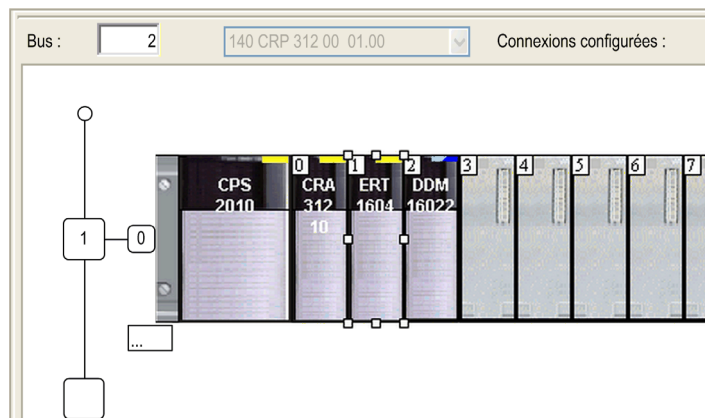 Bus : 2 140 CRP 312 00 01.00 Connexions configurées :
0 1 2 3 4 5 6 7
CPS CRA ERT DDM
2010 312 1604 16022
10
1 0
...